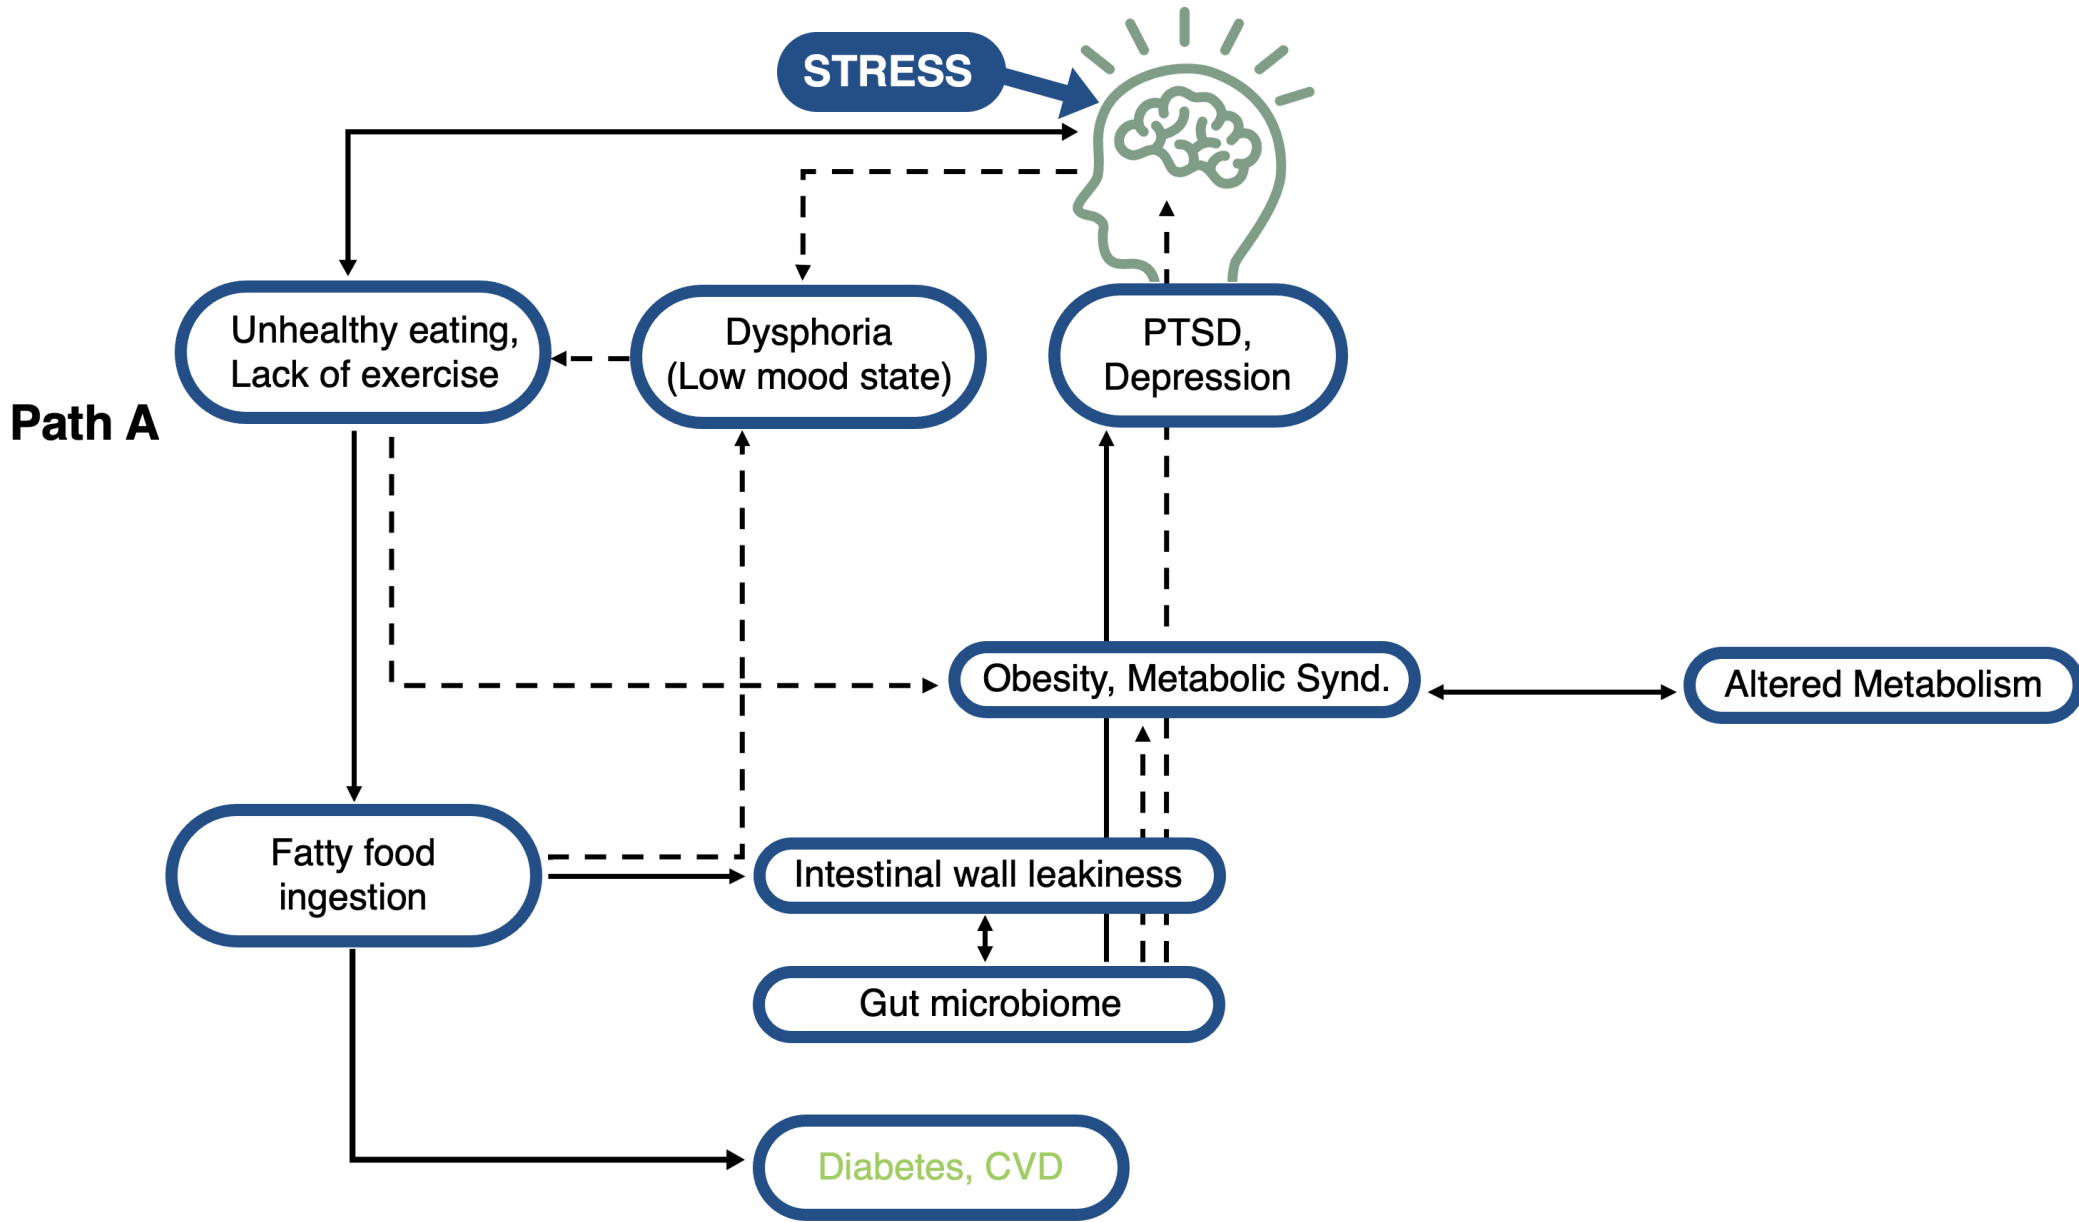 STRESS
Unhealthy eating,
Lack of exercise
Dysphoria
(Low mood state)
PTSD,
Depression
Path A
Obesity, Metabolic Synd.
Altered Metabolism
Fatty food
ingestion
Intestinal wall leakiness
Gut microbiome
Diabetes, CVD